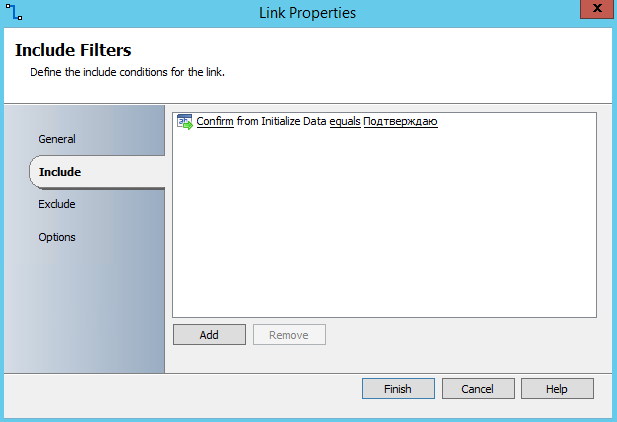 Link Properties
x
Include Filters
Define the include conditions for the link.
General
Include
Exclude
Options
Confirm from Initialize Data equals Подтверждаю
Add
Remove
Finish
Cancel
Help